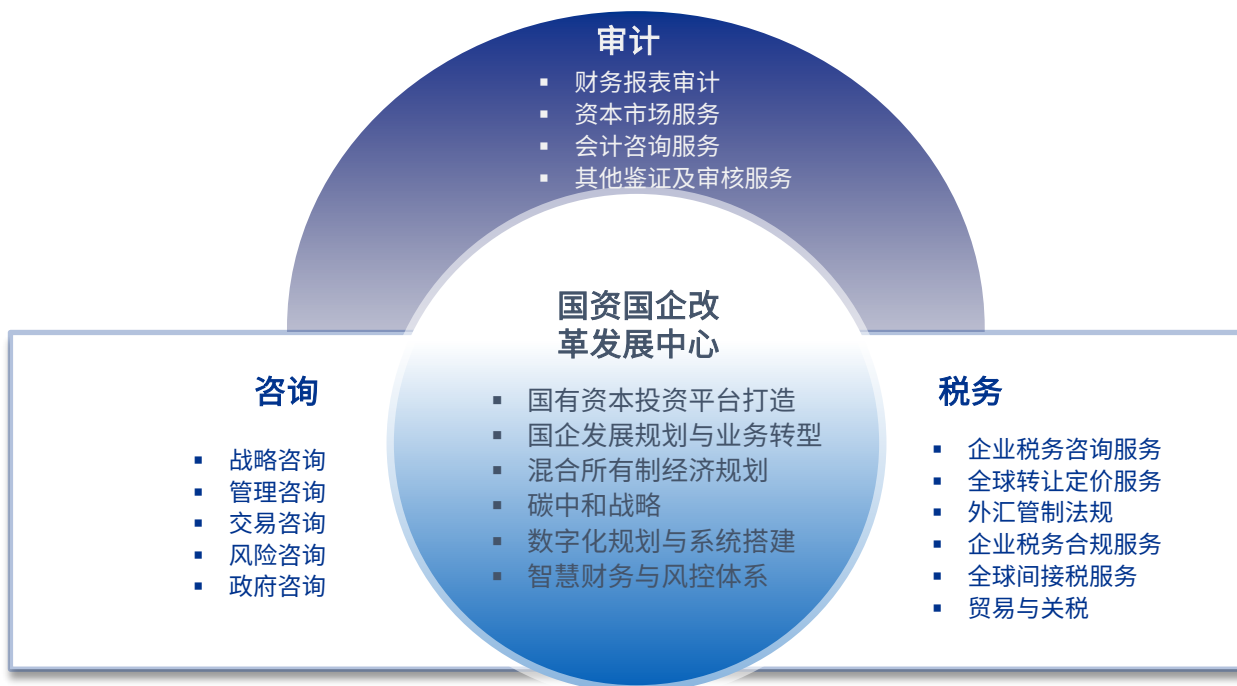 审计
▪ 财务报表审计
▪ 资本市场服务
▪ 会计咨询服务
▪ 其他鉴证及审核服务
国资国企改
革发展中心
▪ 国有资本投资平台打造
▪ 国企发展规划与业务转型
▪ 混合所有制经济规划
▪ 碳中和战略
▪ 数字化规划与系统搭建
▪ 智慧财务与风控体系
咨询
▪ 战略咨询
▪ 管理咨询
▪ 交易咨询
▪ 风险咨询
▪ 政府咨询
税务
▪ 企业税务咨询服务
▪ 全球转让定价服务
▪ 外汇管制法规
▪ 企业税务合规服务
▪ 全球间接税服务
▪ 贸易与关税